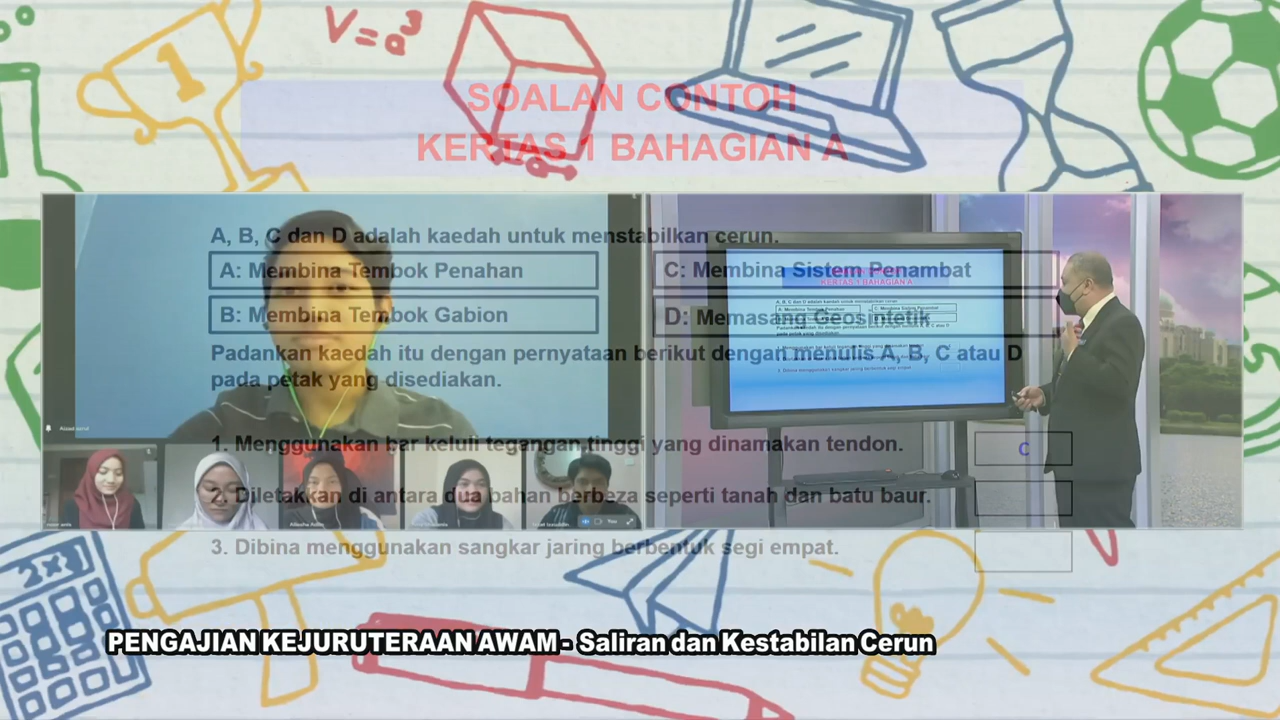 V=a³
1
SOALAN CONTOH
KERTAS 1 BAHAGIAN A
A, B, C dan D adalah kaedah untuk menstabilkan cerun.
A: Membina Tembok Penahan
C: Membina Sistem Penambat
B: Membina Tembok Gabion
D: Memasang Geosintetik
Padankan kaedah itu dengan pernyataan berikut dengan menulis A, B, C atau D
pada petak yang disediakan.
1. Menggunakan bar keluli tegangan tinggi yang dinamakan tendon.
C
2. Diletakkan di antara dua bahan berbeza seperti tanah dan batu baur.
3. Dibina menggunakan sangkar jaring berbentuk segi empat.
PENGAJIAN KEJURUTERAAN AWAM - Saliran dan Kestabilan Cerun